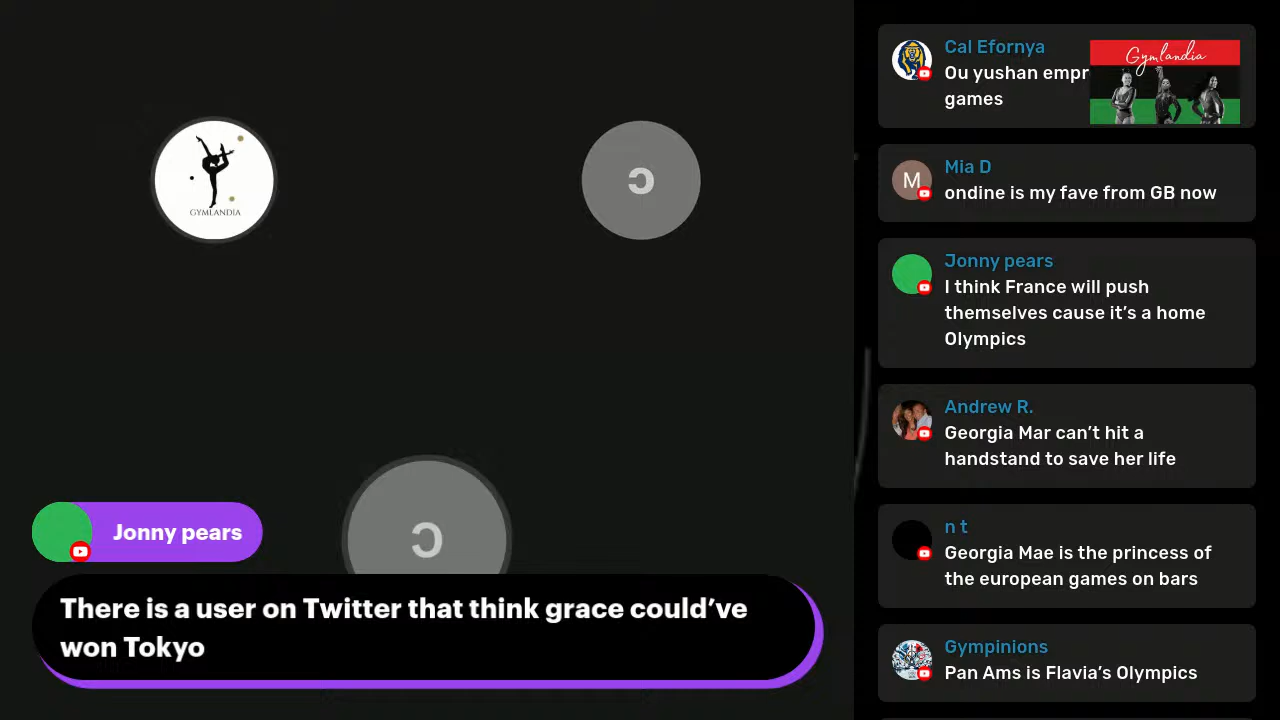 GYMLANDIA
C
C
Jonny pears
There is a user on Twitter that think grace could’ve
won Tokyo
Cal Efornya
Ou yushan empr
games
Gymlandia
Mia D
M
ondine is my fave from GB now
Jonny pears
I think France will push
themselves cause it’s a home
Olympics
Andrew R.
Georgia Mar can’t hit a
handstand to save her life
n t
Georgia Mae is the princess of
the european games on bars
Gympinions
Pan Ams is Flavia’s Olympics